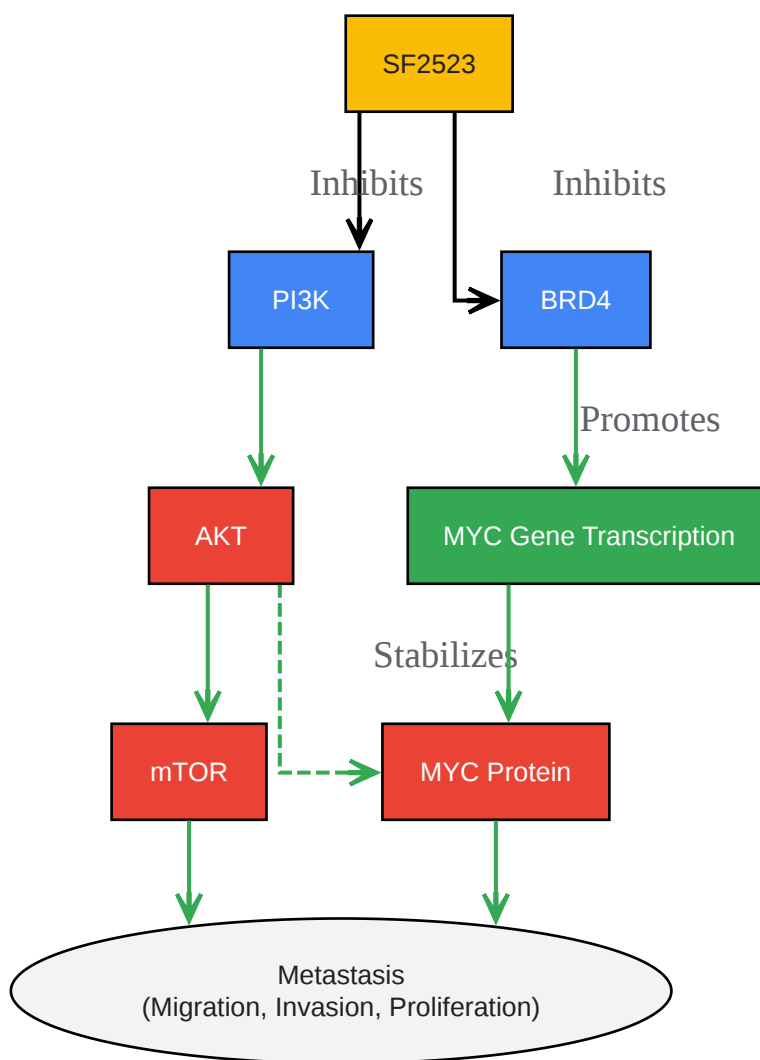 SF2523
Inhibits
Inhibits
PI3K
BRD4
Promotes
AKT
MYC Gene Transcription
Stabilizes
mTOR
MYC Protein
Metastasis
(Migration, Invasion, Proliferation)